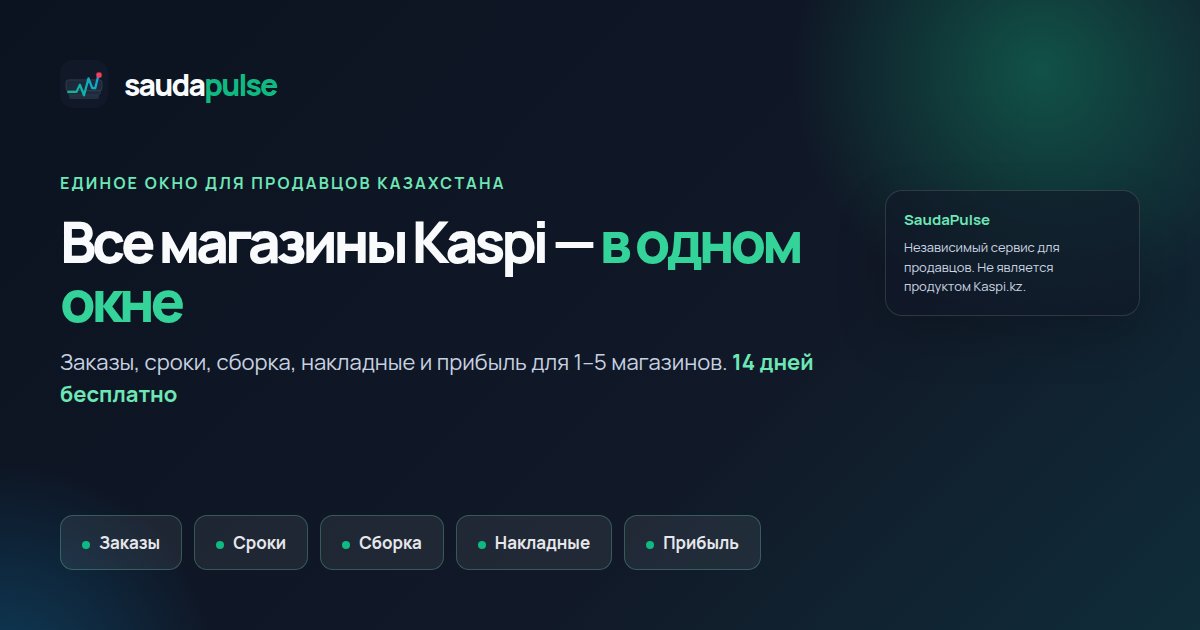 saudapulse
ЕДИНОЕ ОКНО ДЛЯ ПРОДАВЦОВ КАЗАХСТАНА
Все магазины Kaspi — в одном
окне
Заказы, сроки, сборка, накладные и прибыль для 1–5 магазинов. 14 дней
бесплатно
SaudaPulse
Независимый сервис для
продавцов. Не является
продуктом Kaspi.kz.
Заказы
Сроки
Сборка
Накладные
Прибыль